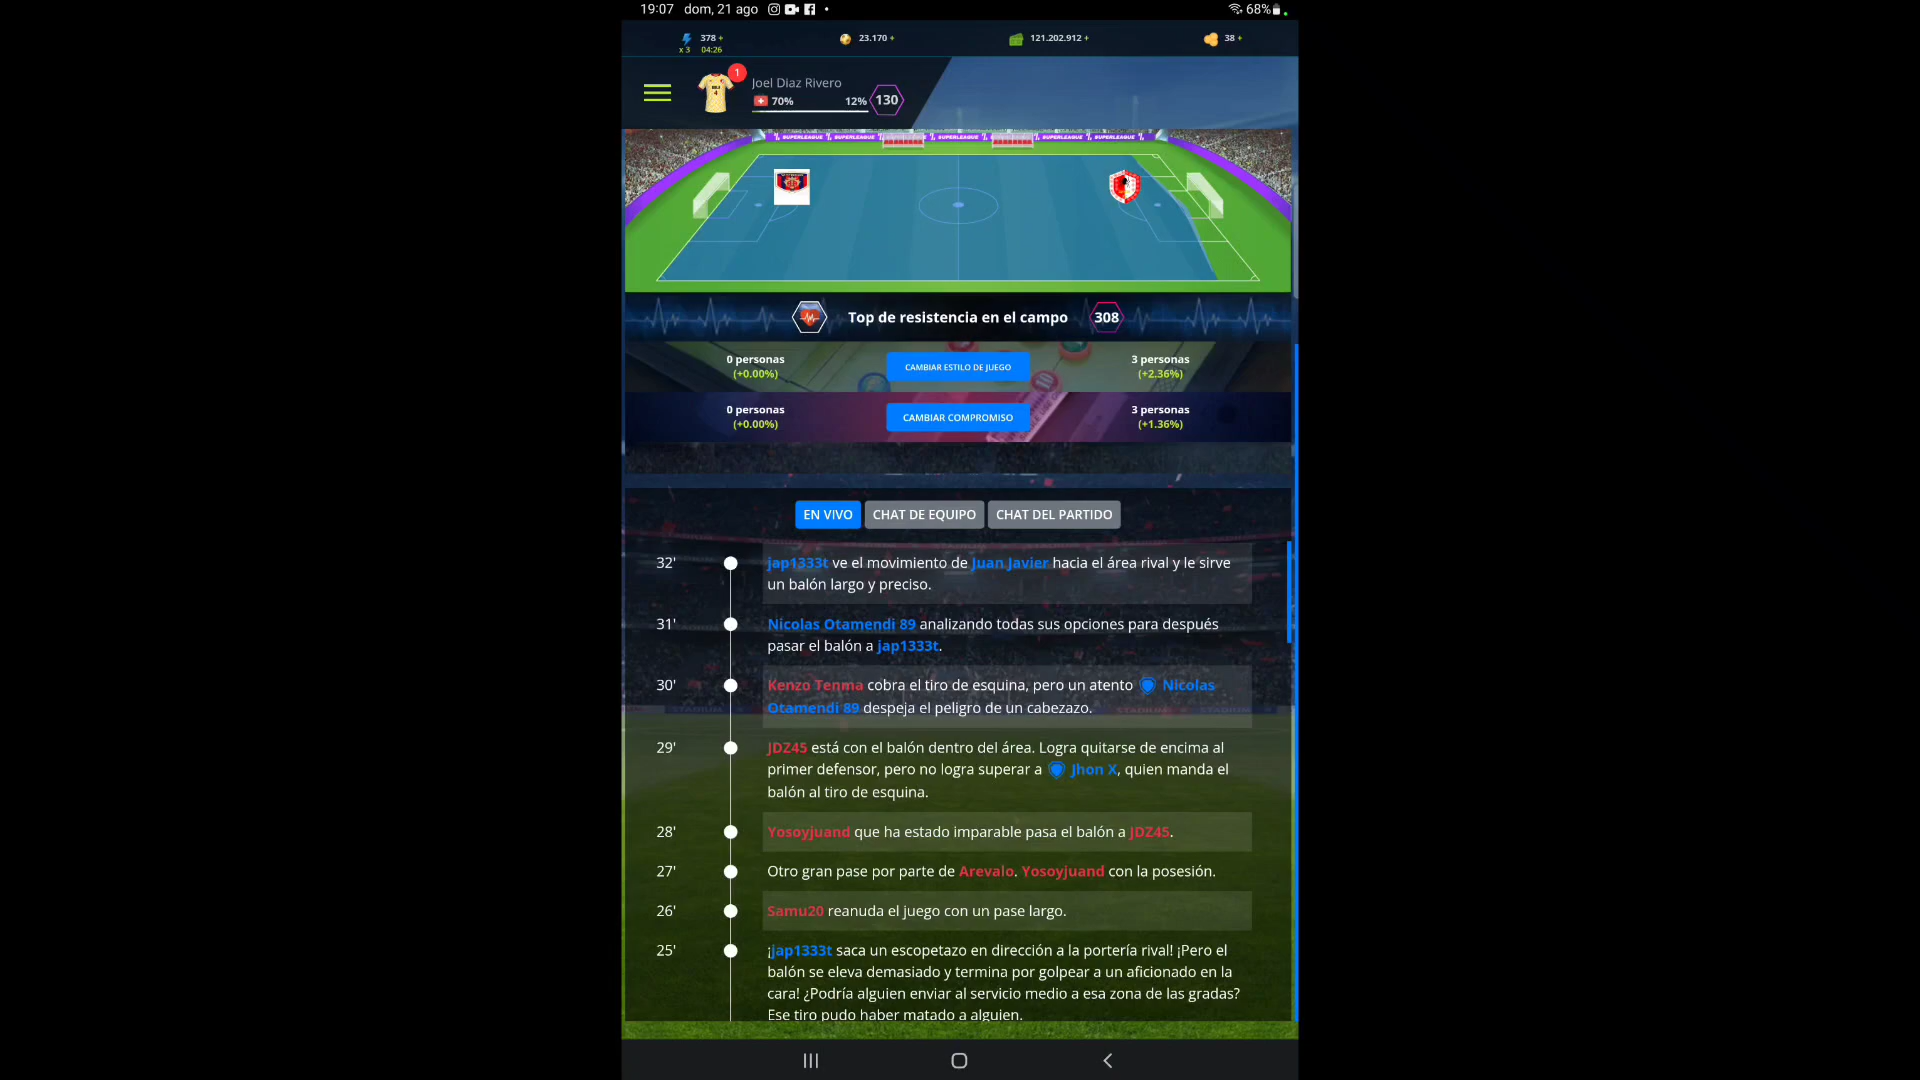 19:07 dom, 21 ago
68%
378 +
x 3 04:26
23.170 +
121.202.912 +
38 +
1
Joel Diaz Rivero
70% 12% 130
SUPERLEAGUE SUPERLEAGUE SUPERLEAGUE SUPERLEAGUE SUPERLEAGUE
Top de resistencia en el campo 308
0 personas
(+0.00%)
CAMBIAR ESTILO DE JUEGO
3 personas
(+2.36%)
0 personas
(+0.00%)
CAMBIAR COMPROMISO
3 personas
(+1.36%)
EN VIVO CHAT DE EQUIPO CHAT DEL PARTIDO
32' jap1333t ve el movimiento de Juan Javier hacia el área rival y le sirve
un balón largo y preciso.
31' Nicolas Otamendi 89 analizando todas sus opciones para después
pasar el balón a jap1333t.
30' Kenzo Tenma cobra el tiro de esquina, pero un atento Nicolas
Otamendi 89 despeja el peligro de un cabezazo.
29' JDZ45 está con el balón dentro del área. Logra quitarse de encima al
primer defensor, pero no logra superar a Jhon X, quien manda el
balón al tiro de esquina.
28' Yosoyjuand que ha estado imparable pasa el balón a JDZ45.
27' Otro gran pase por parte de Arevalo. Yosoyjuand con la posesión.
26' Samu20 reanuda el juego con un pase largo.
25' ¡jap1333t saca un escopetazo en dirección a la portería rival! ¡Pero el
balón se eleva demasiado y termina por golpear a un aficionado en la
cara! ¿Podría alguien enviar al servicio medio a esa zona de las gradas?
Ese tiro pudo haber matado a alguien.